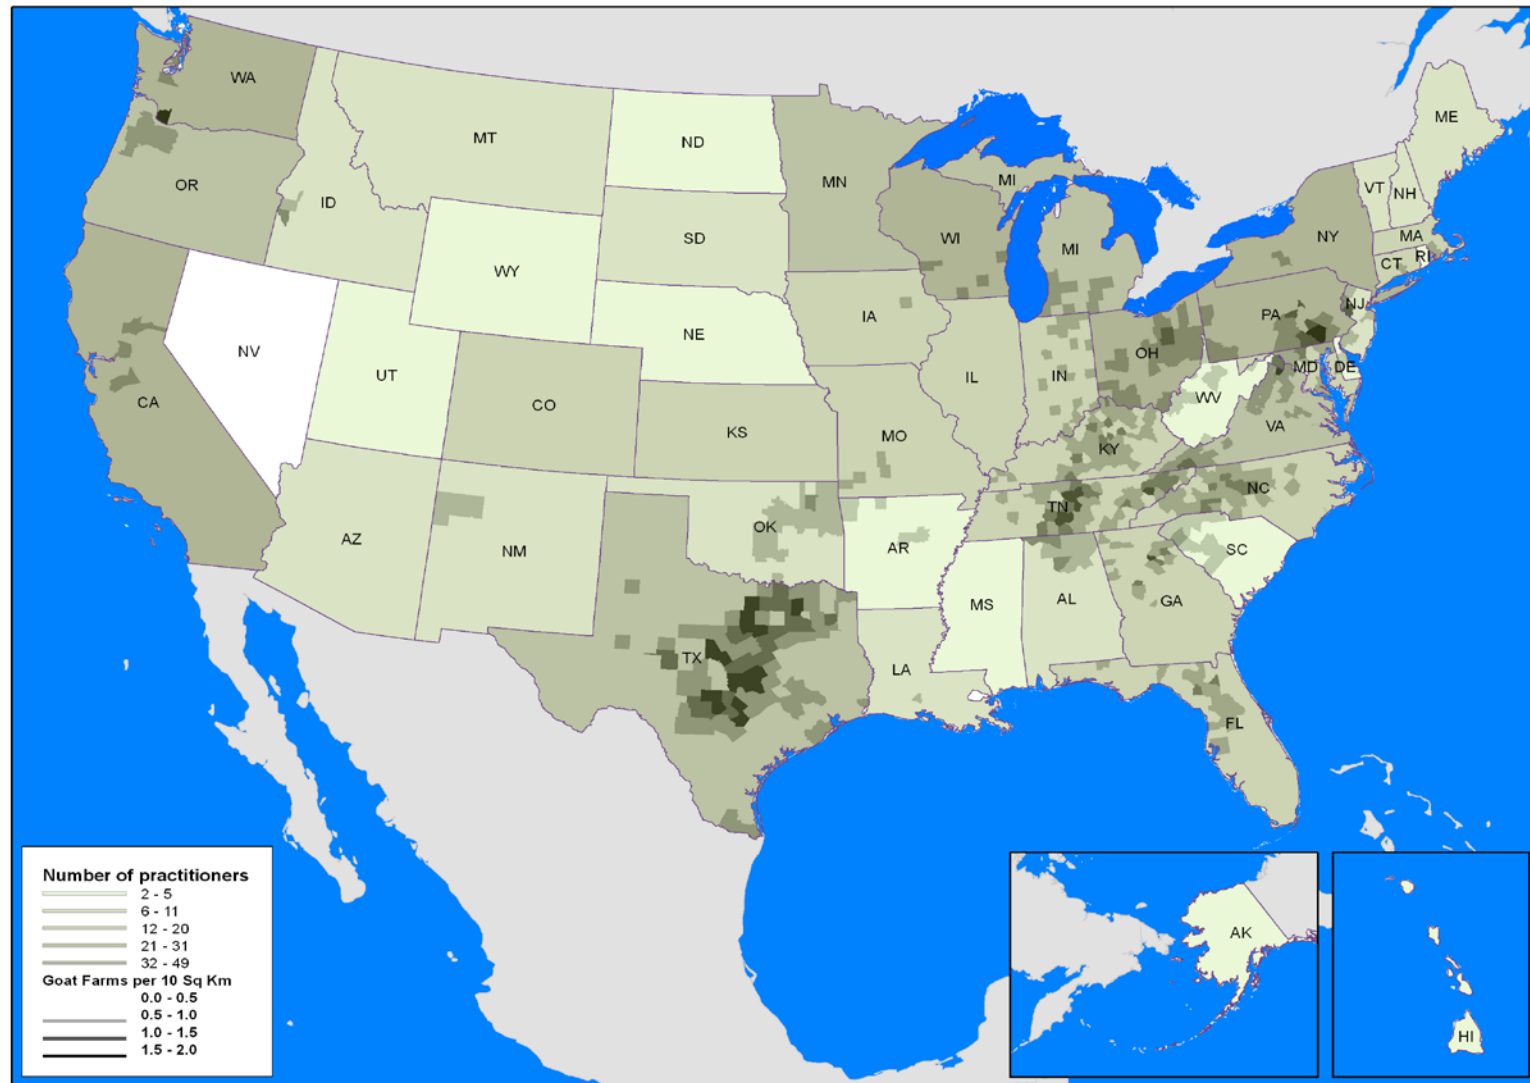 WA
MT
ND
MN
ME
OR
ID
MI
VT
NH
SD
WI
NY
MA
WY
MI
CT
RI
IA
PA
NJ
NE
NV
OH
UT
IL
IN
MD
DE
CA
CO
WV
KS
MO
VA
KY
NC
OK
TN
AZ
NM
AR
SC
MS
AL
GA
TX
LA
FL
Number of practitioners
2 - 5
6 - 11
12 - 20
21 - 31
32 - 49
Goat Farms per 10 Sq Km
0.0 - 0.5
0.5 - 1.0
1.0 - 1.5
1.5 - 2.0
AK
HI